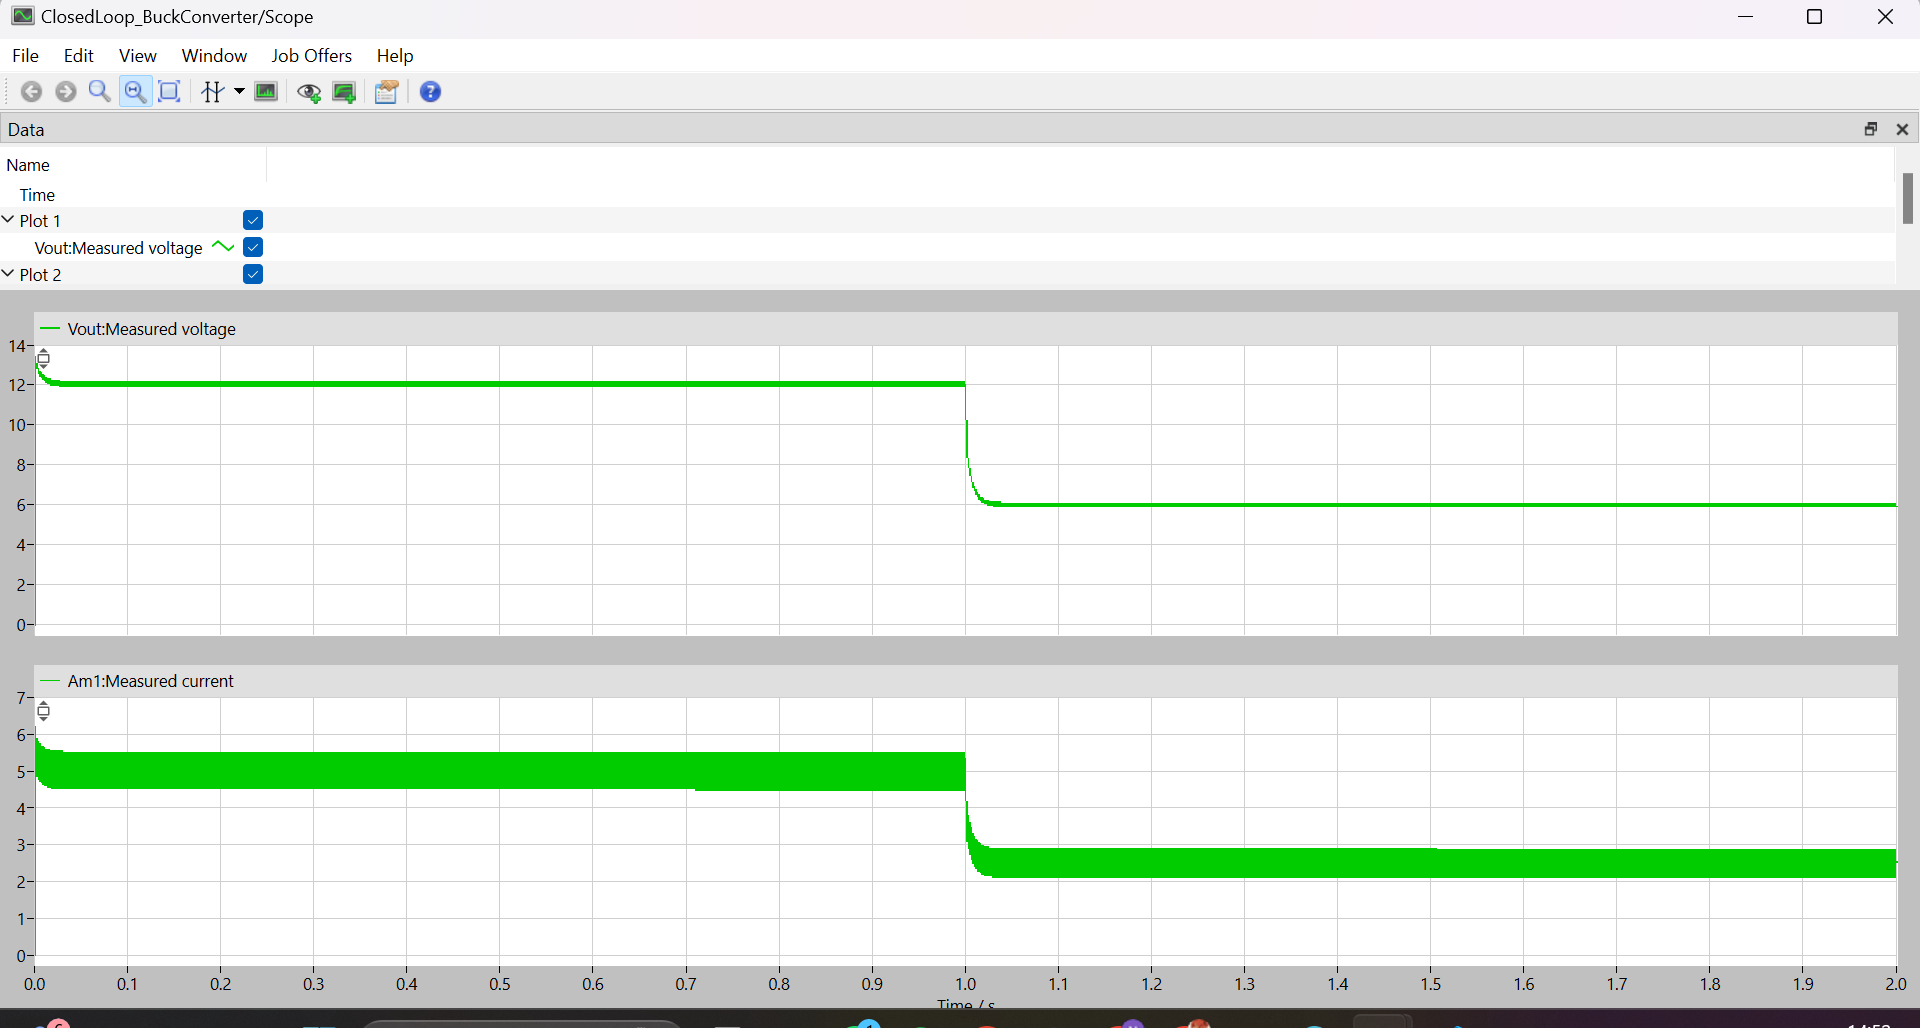 ClosedLoop_BuckConverter/Scope
File Edit View Window Job Offers Help
Data
Name
Time
Plot 1
Vout:Measured voltage
Plot 2
Vout:Measured voltage
14
12
10
8
6
4
2
0
Am1:Measured current
7
6
5
4
3
2
1
0
0.0 0.1 0.2 0.3 0.4 0.5 0.6 0.7 0.8 0.9 1.0 1.1 1.2 1.3 1.4 1.5 1.6 1.7 1.8 1.9 2.0
Time / s